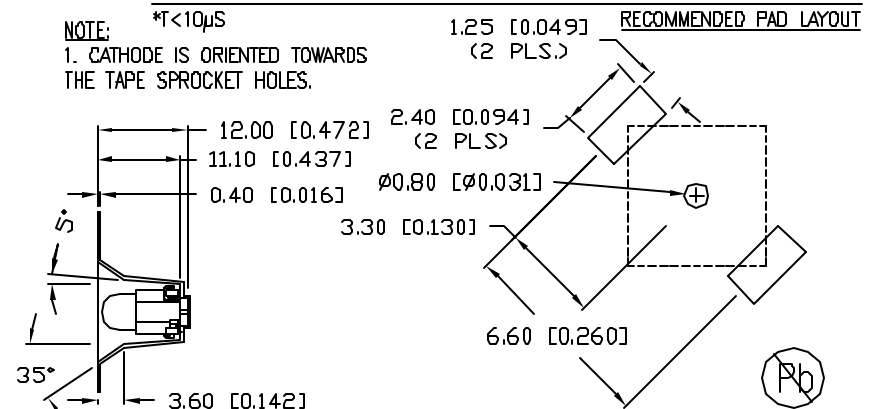 *T<10µS
NOTE:
1. CATHODE IS ORIENTED TOWARDS
THE TAPE SPROCKET HOLES.
RECOMMENDED PAD LAYOUT
1.25 [0.049]
(2 PLS.)
2.40 [0.094]
(2 PLS)
12.00 [0.472]
11.10 [0.437]
0.40 [0.016]
Ø0.80 [Ø0.031]
3.30 [0.130]
5°
6.60 [0.260]
35°
3.60 [0.142]
Pb